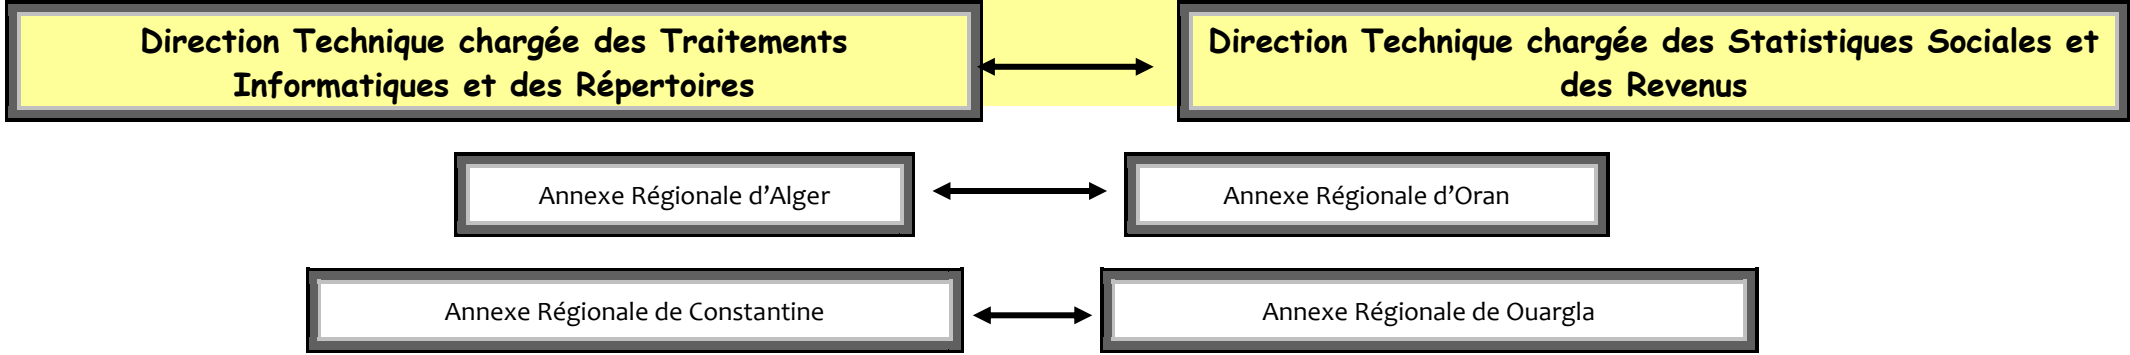 Direction Technique chargée des Traitements
Informatiques et des Répertoires
Direction Technique chargée des Statistiques Sociales et
des Revenus
Annexe Régionale d’Alger
Annexe Régionale d’Oran
Annexe Régionale de Constantine
Annexe Régionale de Ouargla